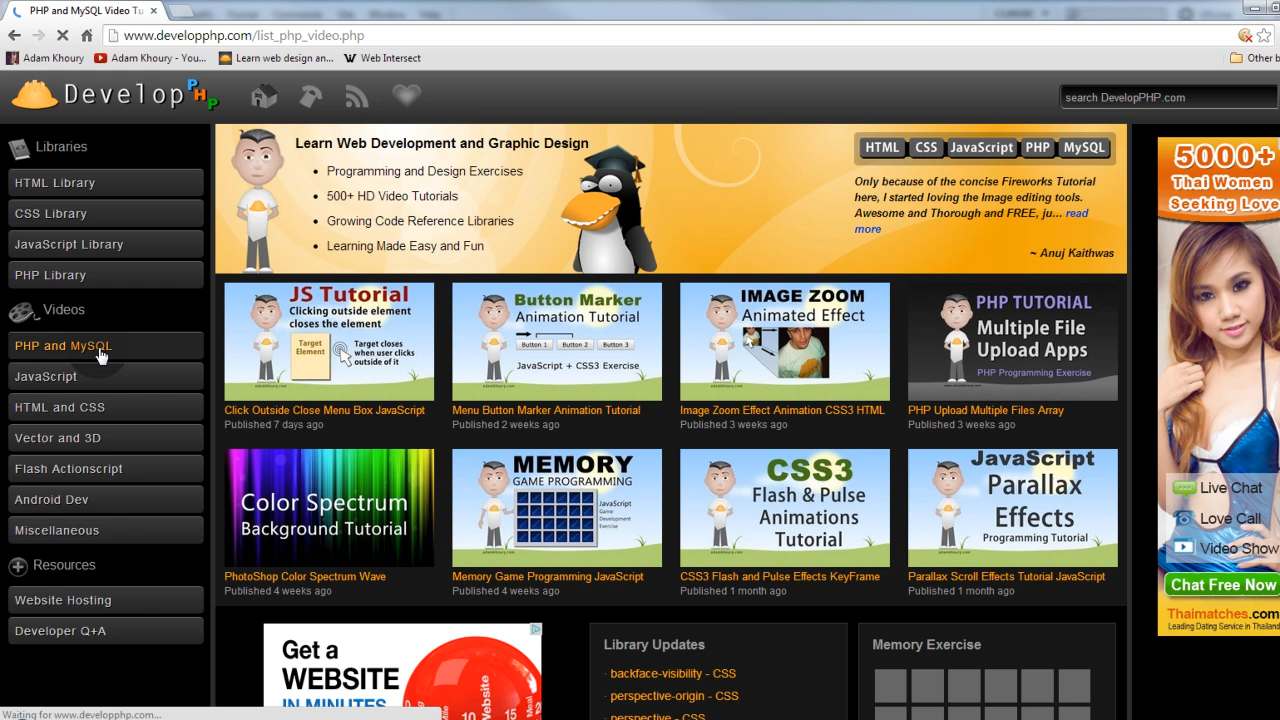 PHP and MySQL Video Tu
www.developphp.com/list_php_video.php
Adam Khoury
Adam Khoury - You...
Learn web design an...
Web Intersect
Other b
Develop PHP
search DevelopPHP.com
Libraries
HTML Library
CSS Library
JavaScript Library
PHP Library
Videos
PHP and MySQL
JavaScript
HTML and CSS
Vector and 3D
Flash Actionscript
Android Dev
Miscellaneous
Resources
Website Hosting
Developer Q+A
Learn Web Development and Graphic Design
• Programming and Design Exercises
• 500+ HD Video Tutorials
• Growing Code Reference Libraries
• Learning Made Easy and Fun
HTML CSS JavaScript PHP MySQL
Only because of the concise Fireworks Tutorial
here, I started loving the Image editing tools.
Awesome and Thorough and FREE, ju... read
more
~ Anuj Kaithwas
JS Tutorial
Clicking outside element
closes the element
Target
Element
Target closes
when user clicks
outside of it
Click Outside Close Menu Box JavaScript
Published 7 days ago
Button Marker
Animation Tutorial
Button 1 Button 2 Button 3
JavaScript + CSS3 Exercise
Menu Button Marker Animation Tutorial
Published 2 weeks ago
IMAGE ZOOM
Animated Effect
Image Zoom Effect Animation CSS3 HTML
Published 3 weeks ago
PHP TUTORIAL
Multiple File
Upload Apps
PHP Programming Exercise
PHP Upload Multiple Files Array
Published 3 weeks ago
Color Spectrum
Background Tutorial
PhotoShop Color Spectrum Wave
Published 4 weeks ago
MEMORY
GAME PROGRAMMING
JavaScript
Game
Development
Exercise
Memory Game Programming JavaScript
Published 4 weeks ago
CSS3
Flash & Pulse
Animations
Tutorial
CSS3 Flash and Pulse Effects KeyFrame
Published 1 month ago
JavaScript
Parallax
Effects
Programming Tutorial
Parallax Scroll Effects Tutorial JavaScript
Published 1 month ago
Get a
WEBSITE
IN MINUTES
Website
Library Updates
· backface-visibility - CSS
· perspective-origin - CSS
· perspective - CSS
Memory Exercise
5000+
Thai Women
Seeking Love
Live Chat
Love Call
Video Show
Chat Free Now
Thaimatches.com
Leading Dating Service in Thailand
Waiting for www.developphp.com...